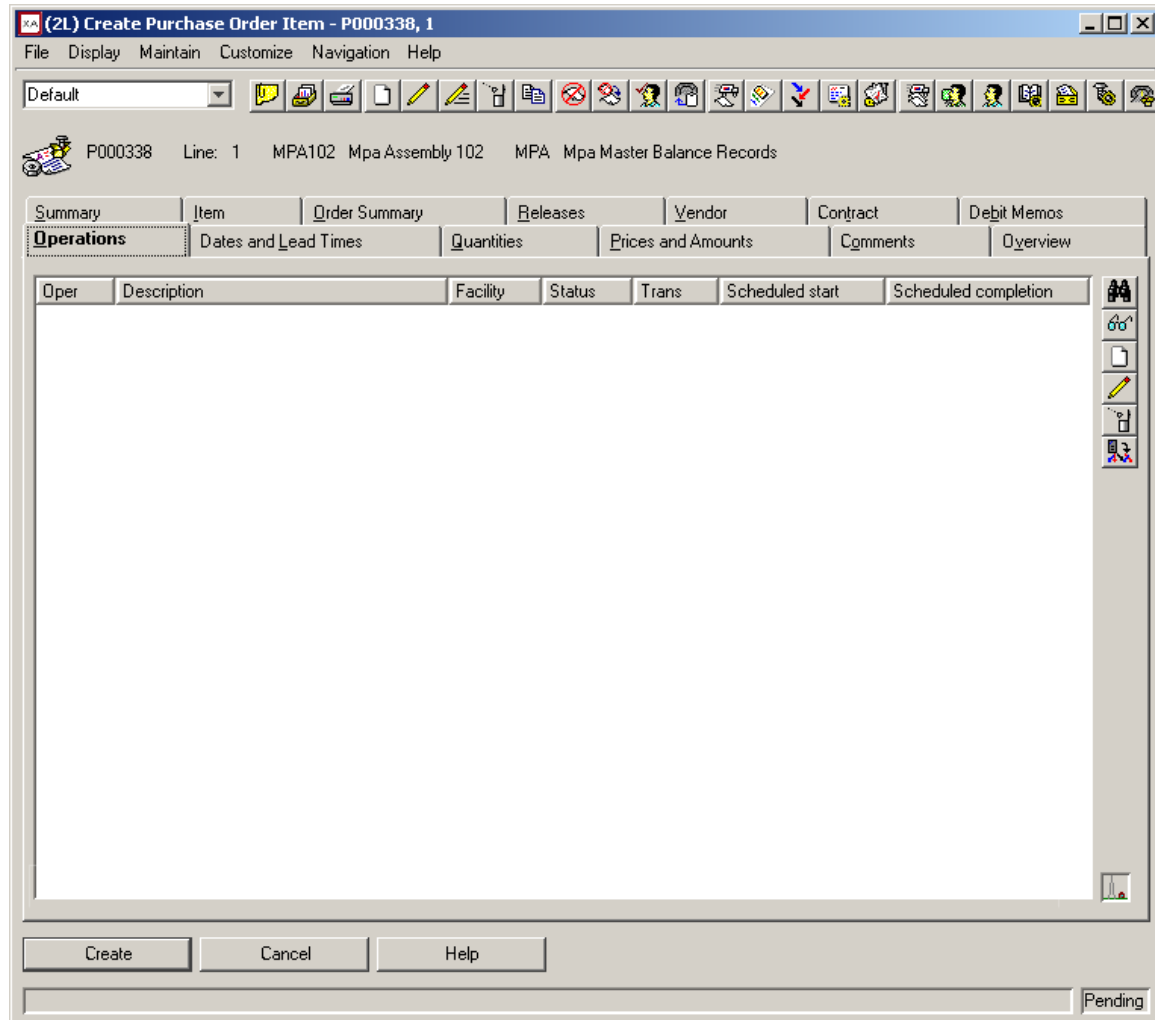 XA (2L) Create Purchase Order Item - P000338, 1
File Display Maintain Customize Navigation Help
Default
P000338 Line: 1 MPA102 Mpa Assembly 102 MPA Mpa Master Balance Records
Summary Item Order Summary Releases Vendor Contract Debit Memos
Operations Dates and Lead Times Quantities Prices and Amounts Comments Overview
Oper Description Facility Status Trans Scheduled start Scheduled completion
Create Cancel Help
Pending